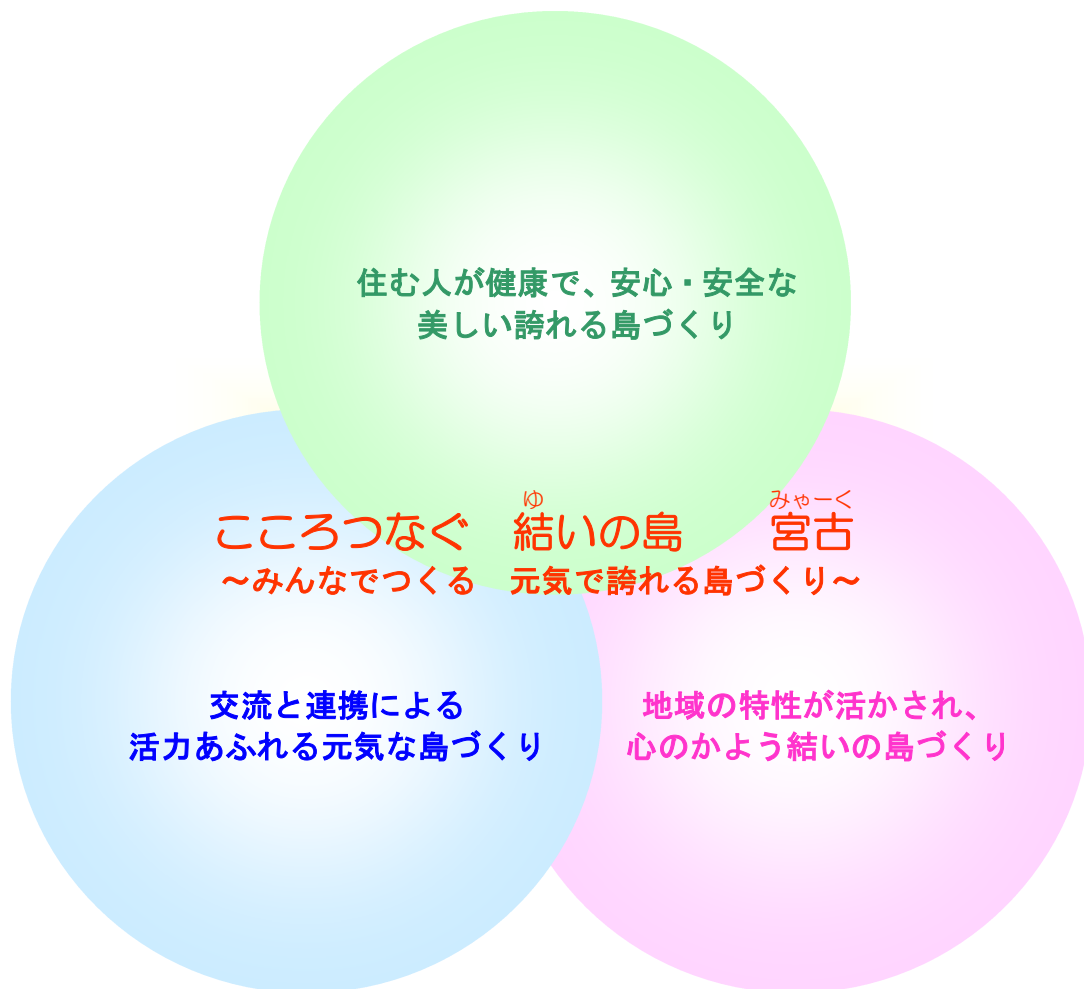 住む人が健康で、安心・安全な
美しい誇れる島づくり
ゆ みゃーく
こころつなぐ 結いの島 宮古
～みんなでつくる 元気で誇れる島づくり～
交流と連携による
活力あふれる元気な島づくり
地域の特性が活かされ、
心のかよう結いの島づくり